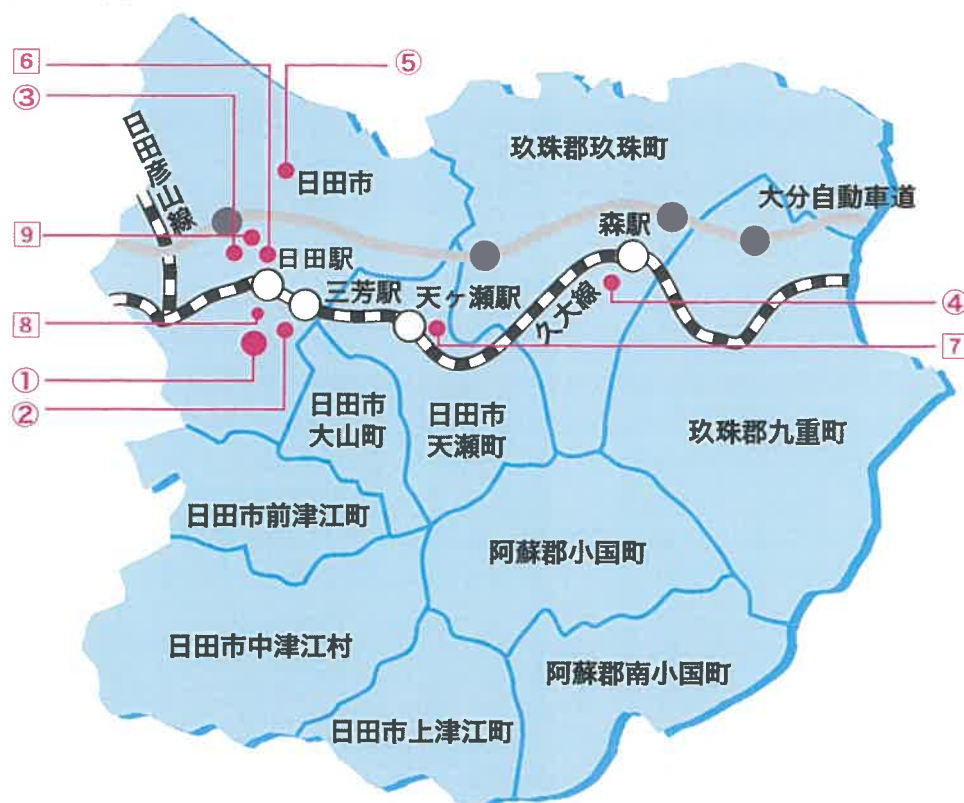 6
③
⑤
日田彦山線
日田市
玖珠郡玖珠町
大分自動車道
9
日田駅
森駅
三芳駅
天ヶ瀬駅
久大線
④
8
7
①
②
日田市
大山町
日田市
天瀬町
玖珠郡九重町
日田市前津江町
阿蘇郡小国町
日田市中津江村
阿蘇郡南小国町
日田市上津江町